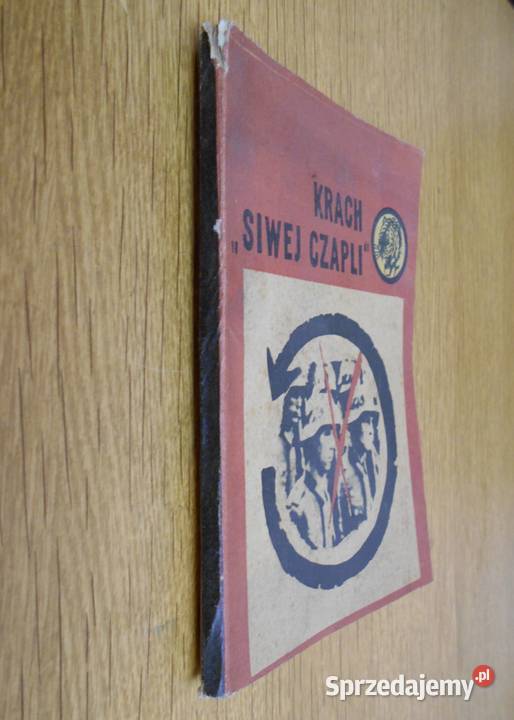 KRACH
„SIWEJ CZAPLI"
Sprzedajemy.pl